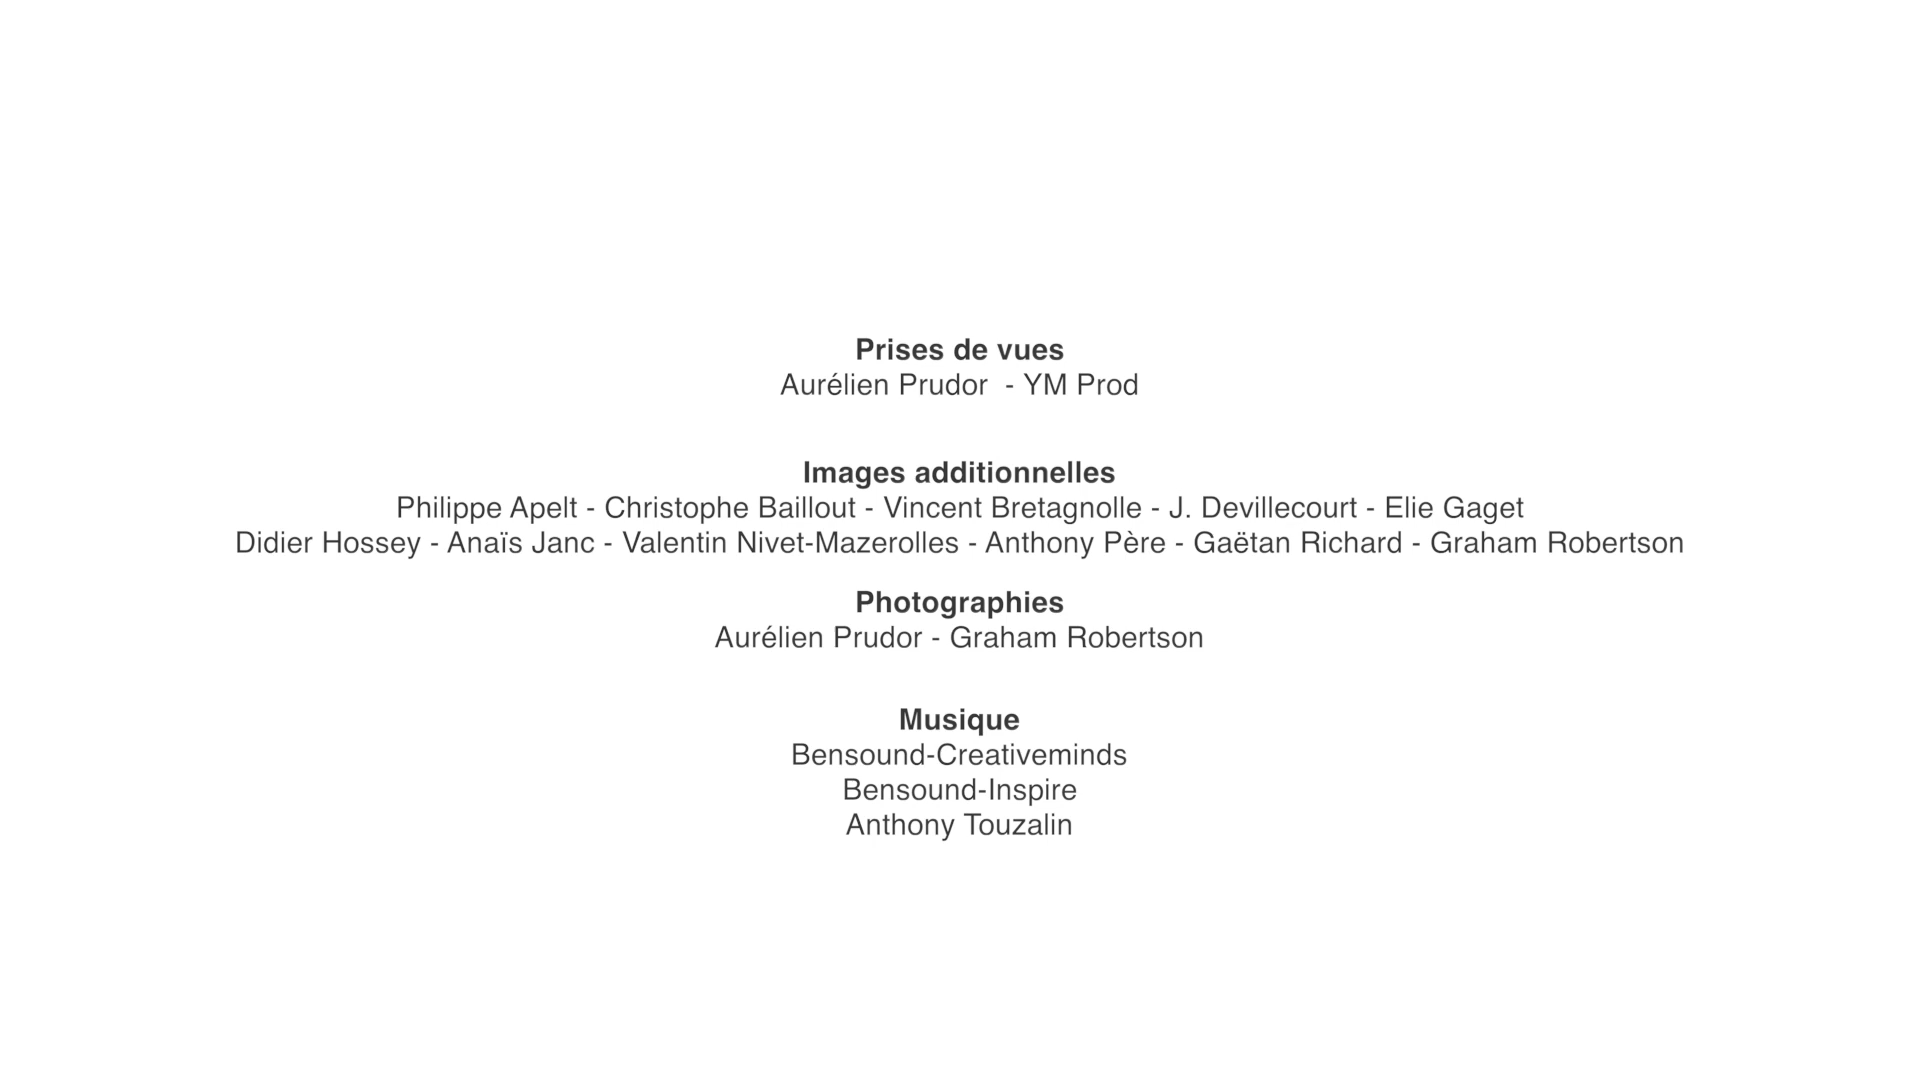 Prises de vues
Aurélien Prudor  - YM Prod
Images additionnelles
Philippe Apelt - Christophe Baillout - Vincent Bretagnolle - J. Devillecourt - Elie Gaget
Didier Hossey - Anaïs Janc - Valentin Nivet-Mazerolles - Anthony Père - Gaëtan Richard - Graham Robertson
Photographies
Aurélien Prudor - Graham Robertson
Musique
Bensound-Creativeminds
Bensound-Inspire
Anthony Touzalin